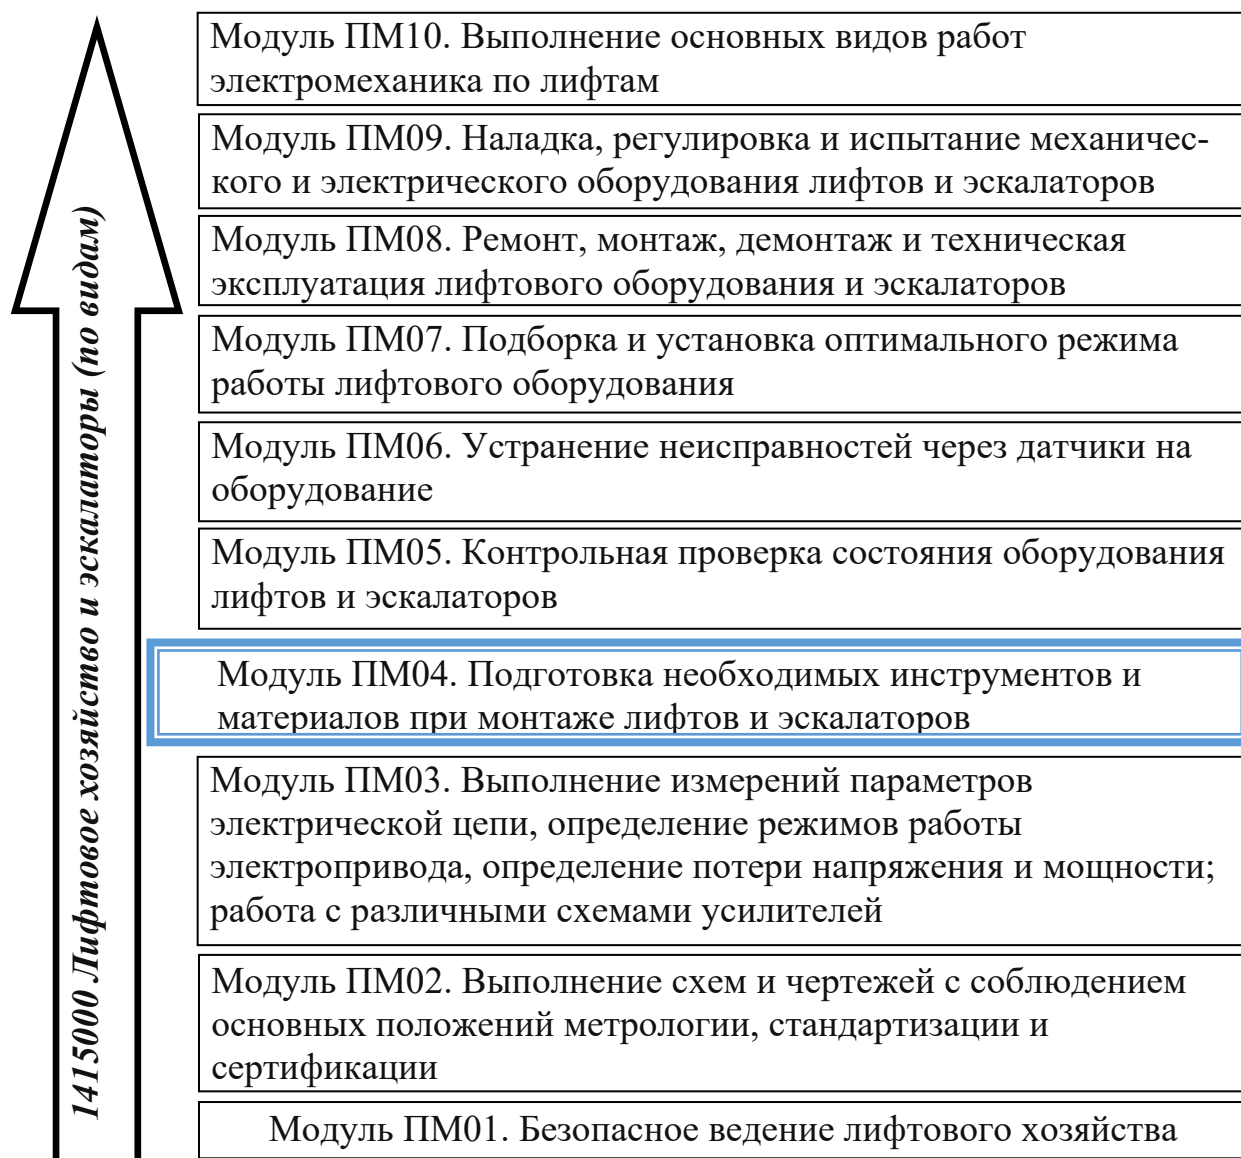 Модуль ПМ10. Выполнение основных видов работ
электромеханика по лифтам
Модуль ПМ09. Наладка, регулировка и испытание механичес-
кого и электрического оборудования лифтов и эскалаторов
Модуль ПМ08. Ремонт, монтаж, демонтаж и техническая
эксплуатация лифтового оборудования и эскалаторов
Модуль ПМ07. Подборка и установка оптимального режима
работы лифтового оборудования
Модуль ПМ06. Устранение неисправностей через датчики на
оборудование
Модуль ПМ05. Контрольная проверка состояния оборудования
лифтов и эскалаторов
Модуль ПМ04. Подготовка необходимых инструментов и
материалов при монтаже лифтов и эскалаторов
Модуль ПМ03. Выполнение измерений параметров
электрической цепи, определение режимов работы
электропривода, определение потери напряжения и мощности;
работа с различными схемами усилителей
Модуль ПМ02. Выполнение схем и чертежей с соблюдением
основных положений метрологии, стандартизации и
сертификации
Модуль ПМ01. Безопасное ведение лифтового хозяйства
1415000 Лифтовое хозяйство и эскалаторы (по видам)